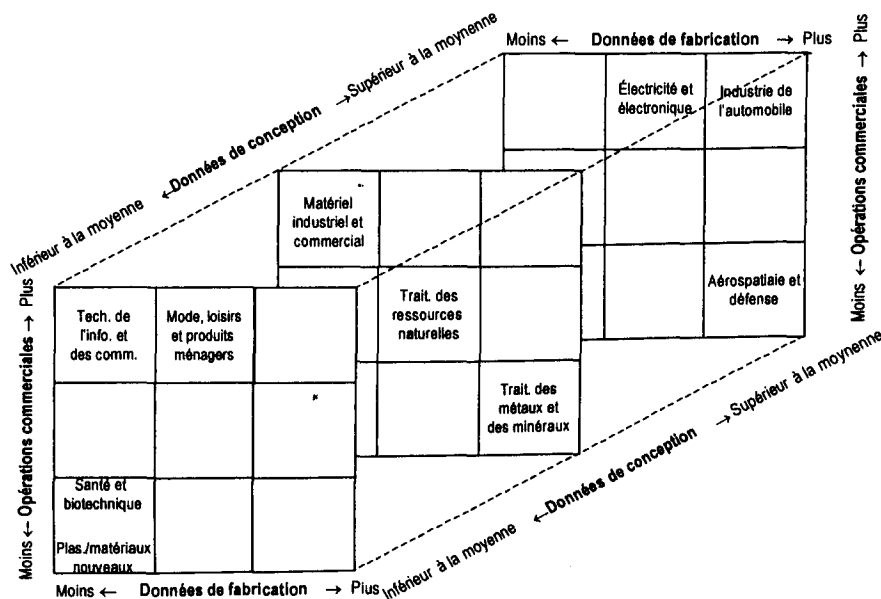 Moins ← Données de fabrication → Plus
Moins ← Opérations commerciales → Plus
Inférieur à la moyenne ← Données de conception → Supérieur à la moynenne
Électricité et
électronique
Industrie de
l'automobile
Aérospatiaie et
défense
Matériel
industriel et
commercial
Trait. des
ressources
naturelles
Trait. des
métaux et
des minéraux
Moins ← Opérations commerciales → Plus
Tech. de
l'info. et
des comm.
Mode, loisirs
et produits
ménagers
Santé et
biotechnique
Plas./matériaux
nouveaux
Moins ← Données de fabrication → Plus
Inférieur à la moyenne ← Données de conception → Supérieur à la moynenne